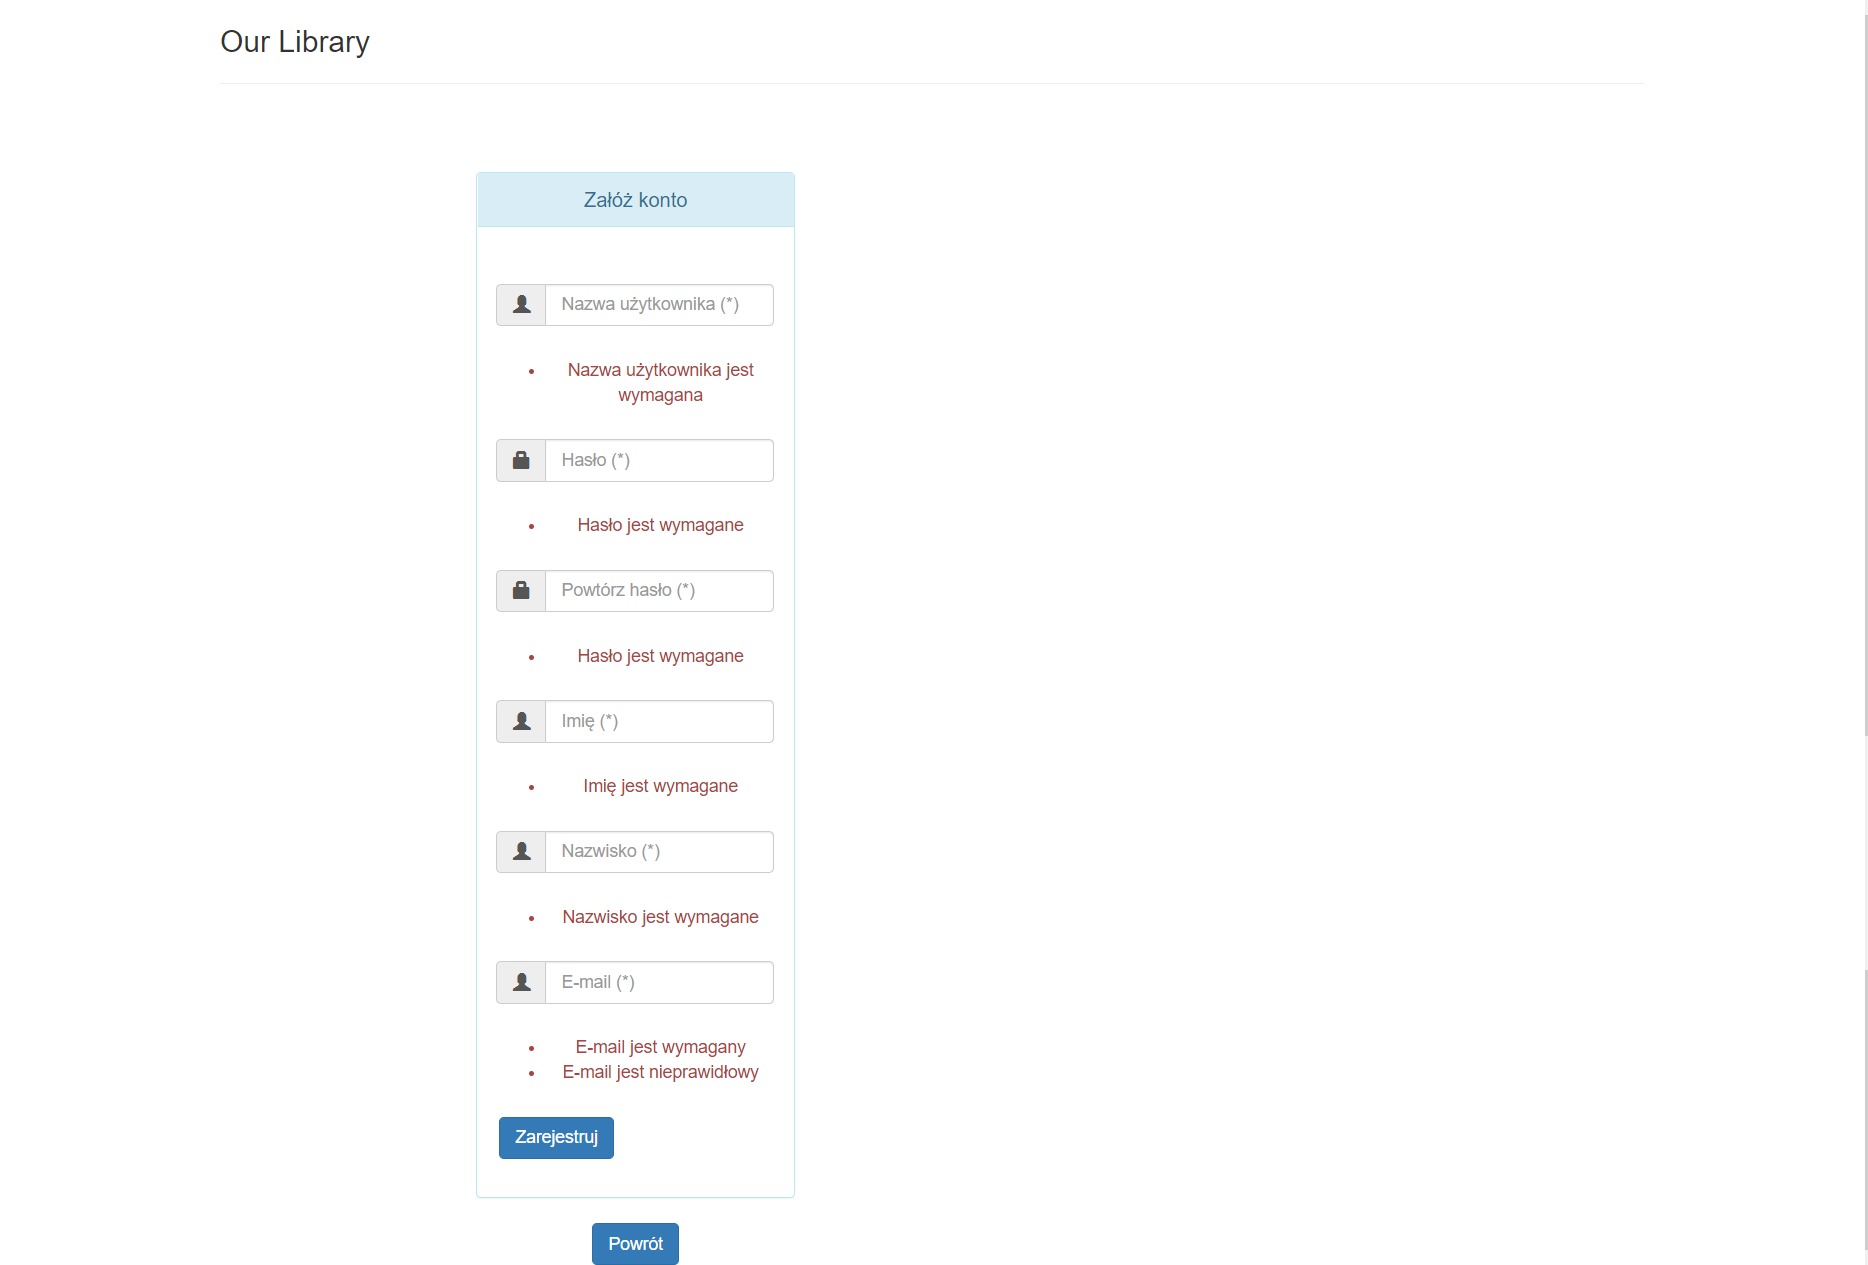 Our Library
Załóż konto
Nazwa użytkownika (*)
Nazwa użytkownika jest
wymagana
Hasło (*)
Hasło jest wymagane
Powtórz hasło (*)
Hasło jest wymagane
Imię (*)
Imię jest wymagane
Nazwisko (*)
Nazwisko jest wymagane
E-mail (*)
E-mail jest wymagany
E-mail jest nieprawidłowy
Zarejestruj
Powrót